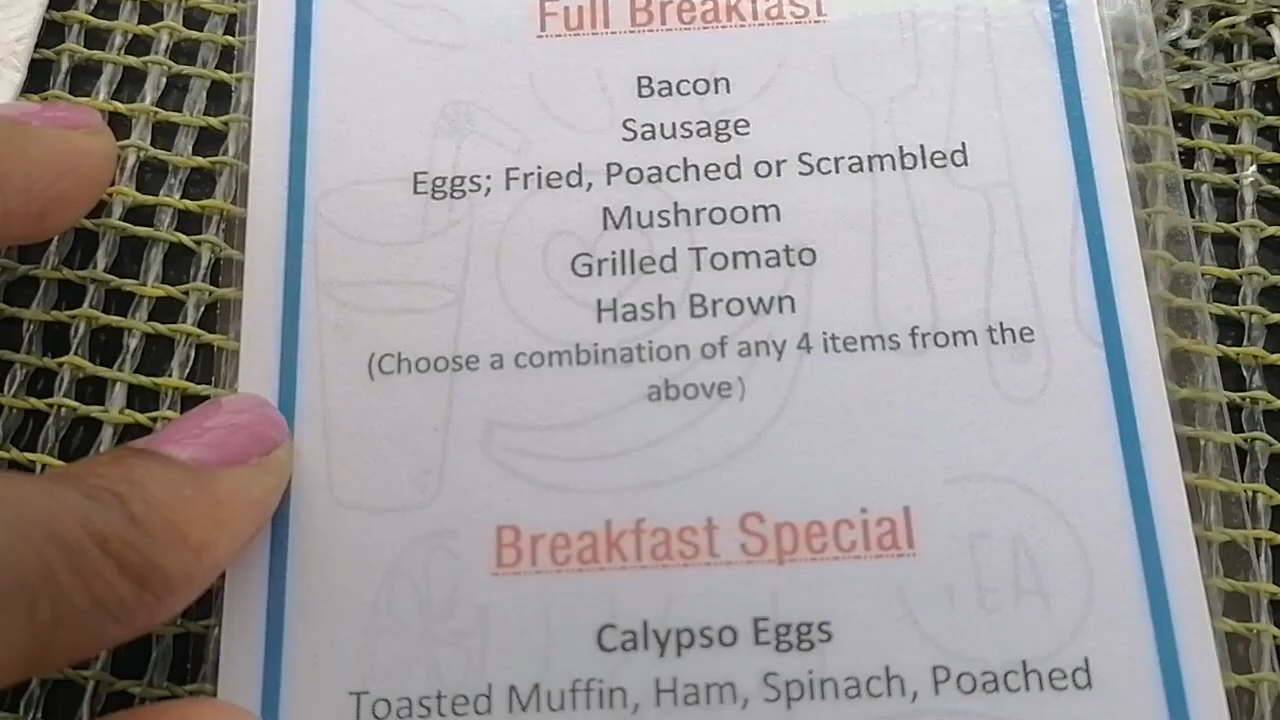 Full Breakfast
Bacon
Sausage
Eggs; Fried, Poached or Scrambled
Mushroom
Grilled Tomato
Hash Brown
(Choose a combination of any 4 items from the
above)
Breakfast Special
Calypso Eggs
Toasted Muffin, Ham, Spinach, Poached